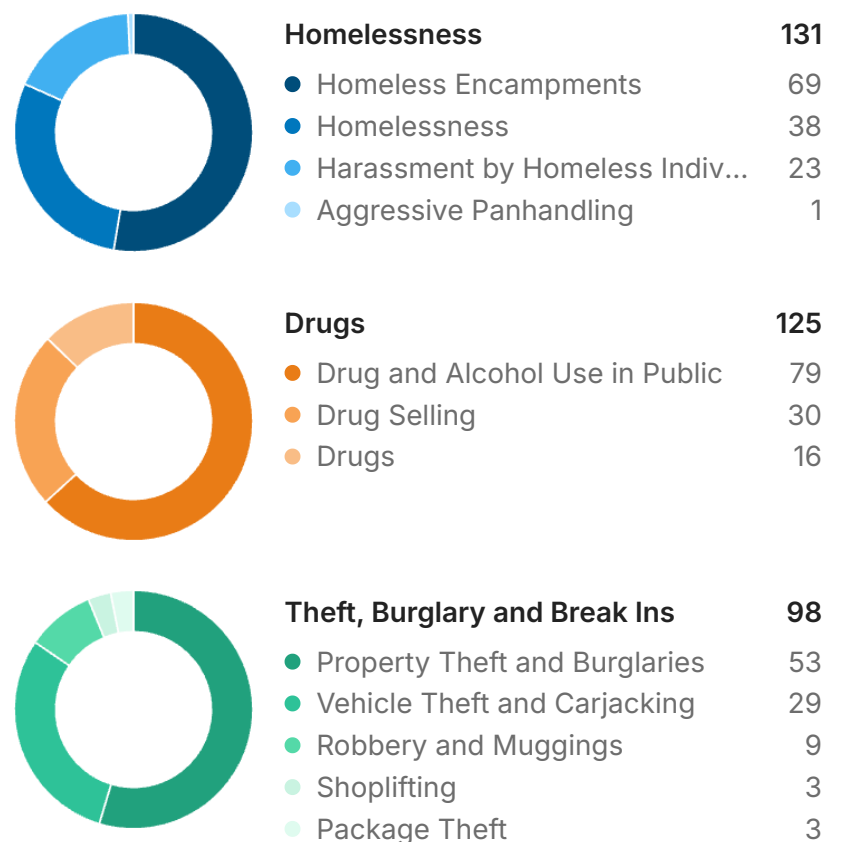 Homelessness 131
Homeless Encampments 69
Homelessness 38
Harassment by Homeless Indiv... 23
Aggressive Panhandling 1
Drugs 125
Drug and Alcohol Use in Public 79
Drug Selling 30
Drugs 16
Theft, Burglary and Break Ins 98
Property Theft and Burglaries 53
Vehicle Theft and Carjacking 29
Robbery and Muggings 9
Shoplifting 3
Package Theft 3